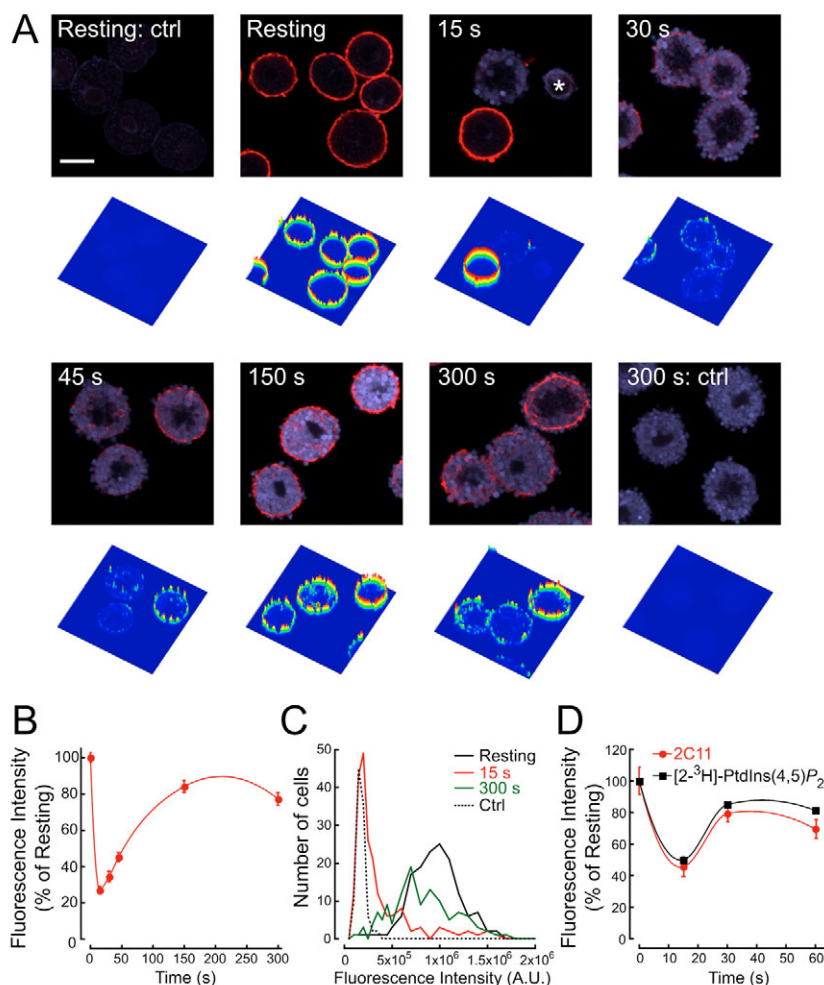 A
Resting: ctrl
Resting
15 s
30 s
*
45 s
150 s
300 s
300 s: ctrl
B
Fluorescence Intensity
(% of Resting)
100
80
60
40
20
0
0
50
100
150
200
250
300
Time (s)
C
Number of cells
50
40
30
20
10
0
Resting
15 s
300 s
Ctrl
0
5x10⁵
1x10⁶
1.5x10⁶
2x10⁶
Fluorescence Intensity (A.U.)
D
Fluorescence Intensity
(% of Resting)
120
100
80
60
40
20
0
2C11
[2-³H]-PtdIns(4,5)P₂
0
20
40
60
Time (s)